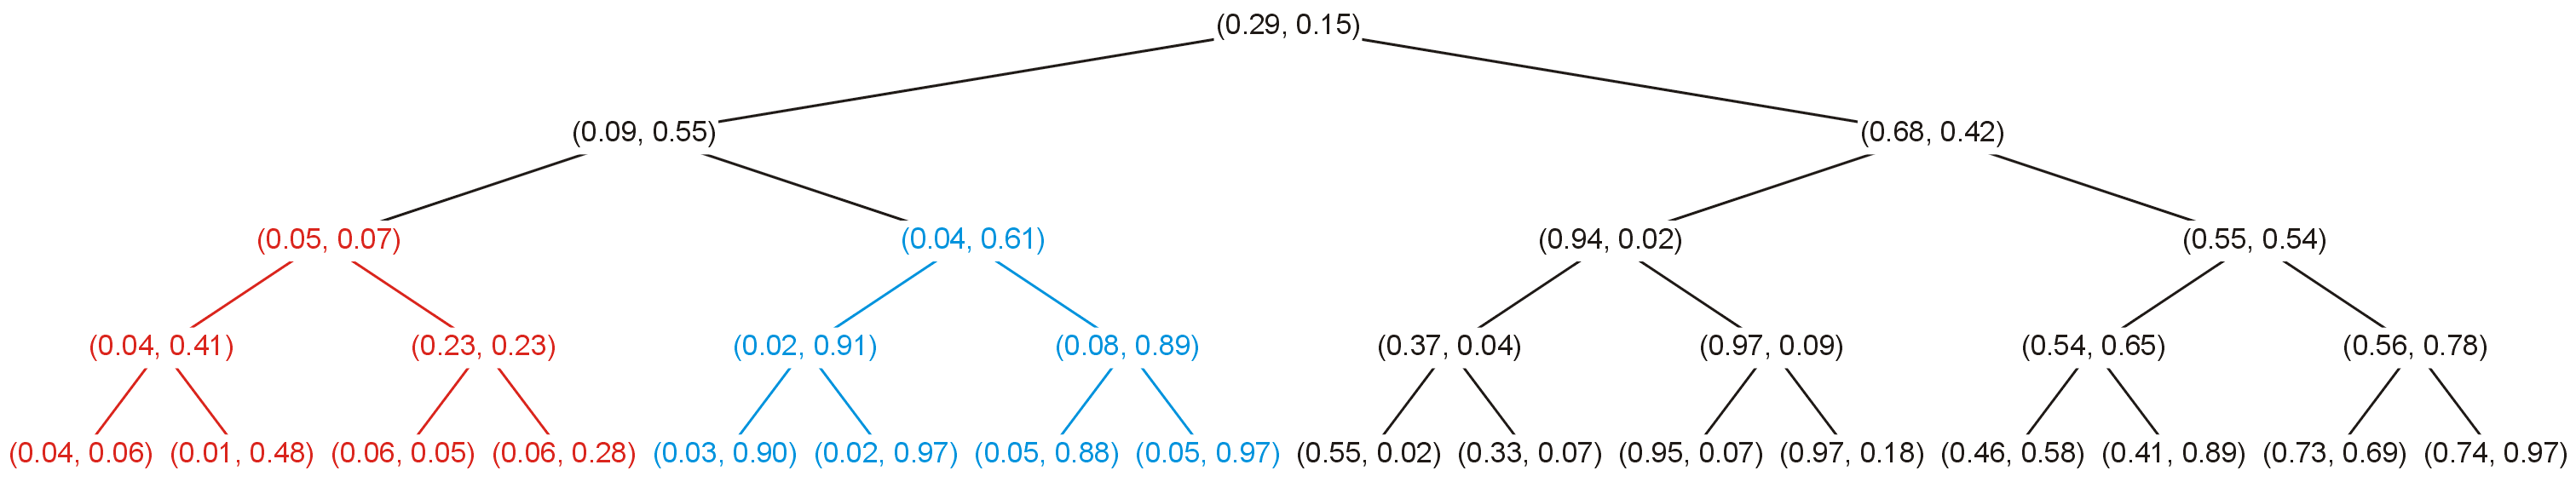 (0.29, 0.15)
(0.09, 0.55) (0.68, 0.42)
(0.05, 0.07) (0.04, 0.61) (0.94, 0.02) (0.55, 0.54)
(0.04, 0.41) (0.23, 0.23) (0.02, 0.91) (0.08, 0.89) (0.37, 0.04) (0.97, 0.09) (0.54, 0.65) (0.56, 0.78)
(0.04, 0.06) (0.01, 0.48) (0.06, 0.05) (0.06, 0.28) (0.03, 0.90) (0.02, 0.97) (0.05, 0.88) (0.05, 0.97) (0.55, 0.02) (0.33, 0.07) (0.95, 0.07) (0.97, 0.18) (0.46, 0.58) (0.41, 0.89) (0.73, 0.69) (0.74, 0.97)